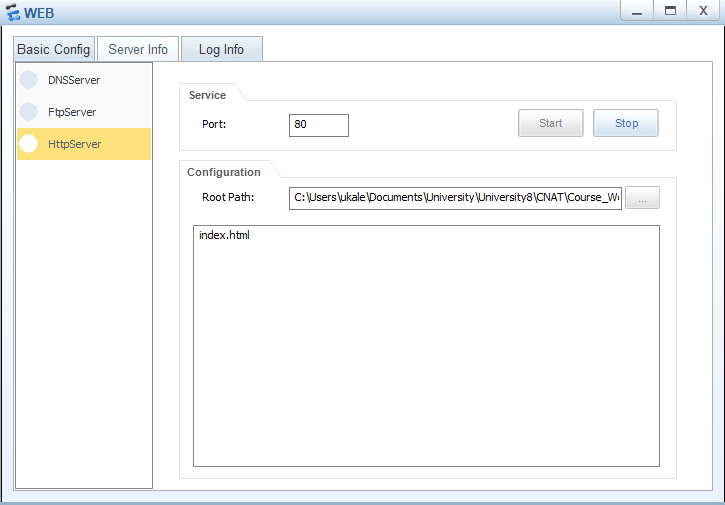 WEB
Basic Config Server Info Log Info
DNSServer
FtpServer
HttpServer
Service
Port: 80 Start Stop
Configuration
Root Path: C:\Users\ukale\Documents\University\University8\CNAT\Course_W ...
index.html